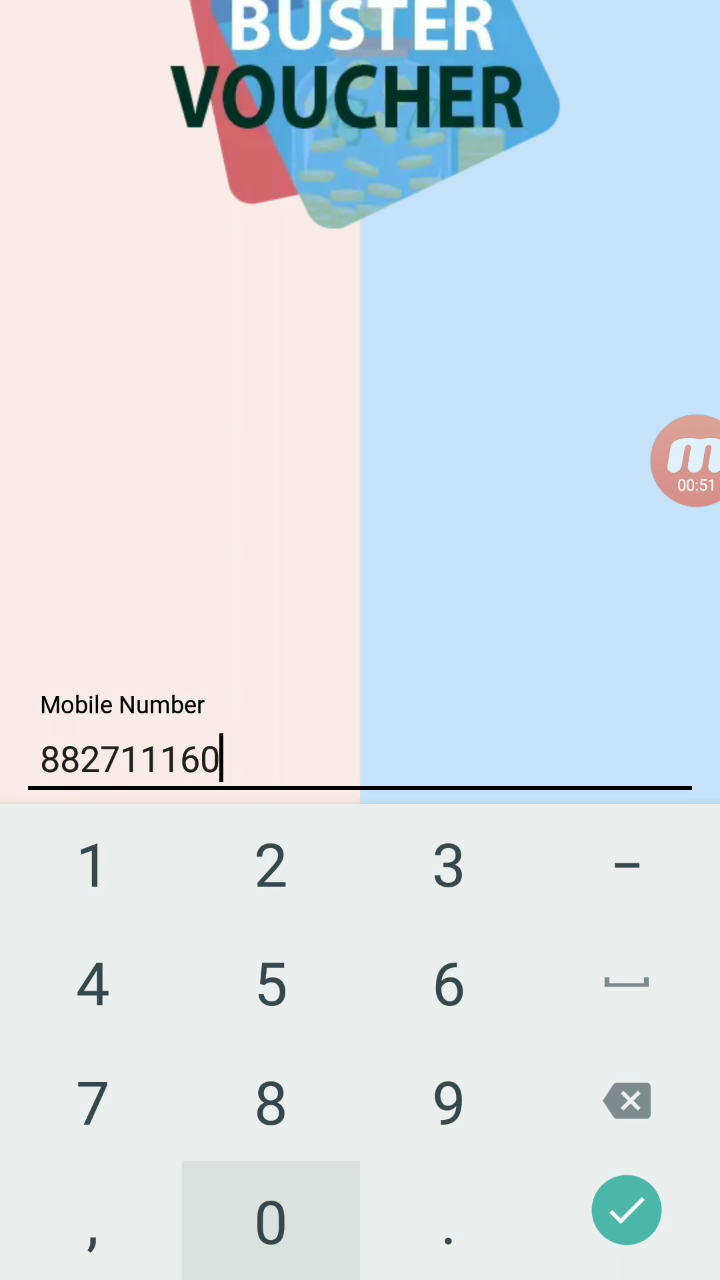 BUSTER
VOUCHER
00:51
Mobile Number
882711160
1 2 3 –
4 5 6
7 8 9
, 0 .